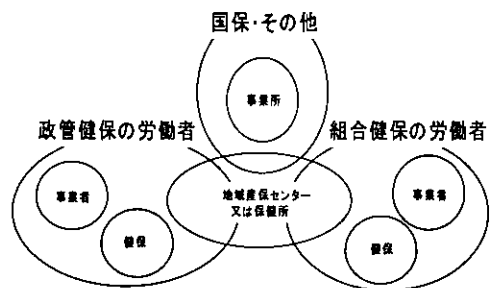 国保・その他
事業所
政管健保の労働者
組合健保の労働者
事業者
健保
地域産保センター
又は保健所
事業者
健保